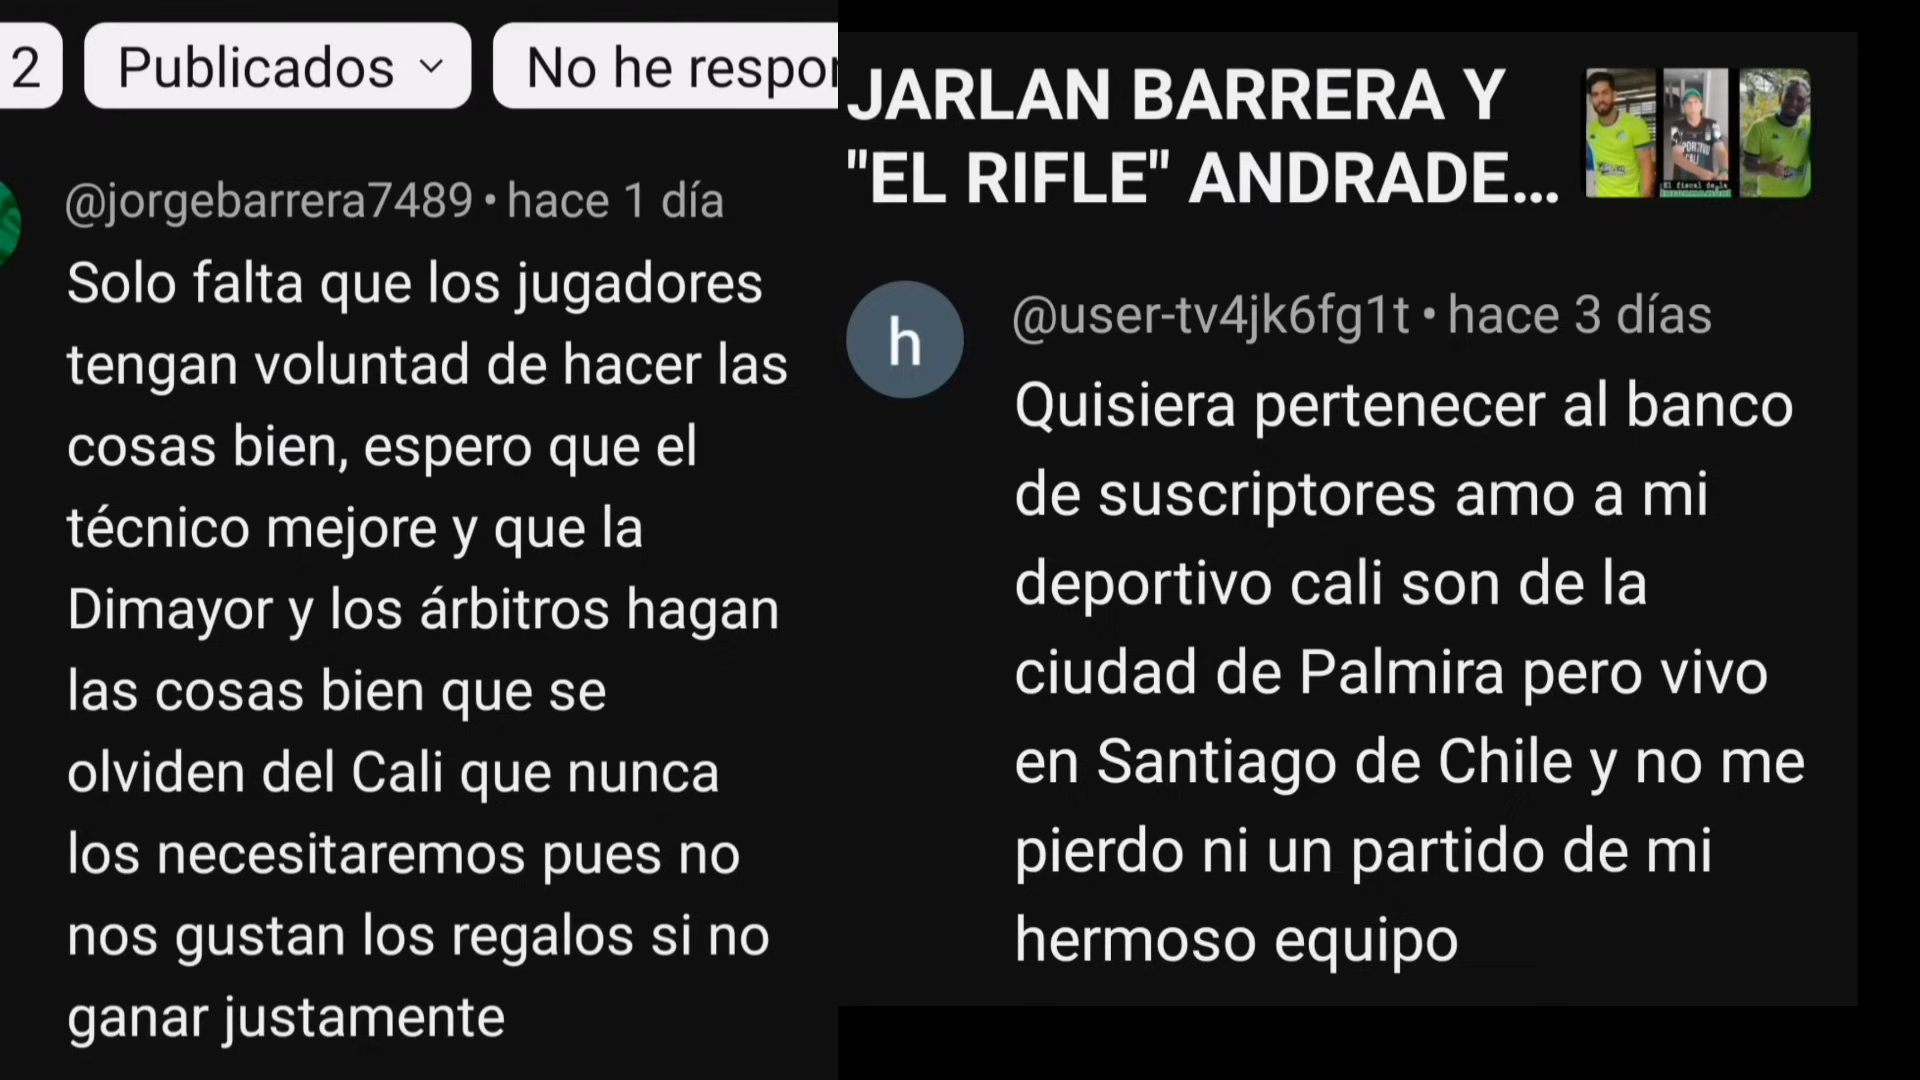 2
Publicados
No he respo
@jorgebarrera7489 • hace 1 día
Solo falta que los jugadores
tengan voluntad de hacer las
cosas bien, espero que el
técnico mejore y que la
Dimayor y los árbitros hagan
las cosas bien que se
olviden del Cali que nunca
los necesitaremos pues no
nos gustan los regalos si no
ganar justamente
JARLAN BARRERA Y
"EL RIFLE" ANDRADE...
El fiscal de la
h
@user-tv4jk6fg1t • hace 3 días
Quisiera pertenecer al banco
de suscriptores amo a mi
deportivo cali son de la
ciudad de Palmira pero vivo
en Santiago de Chile y no me
pierdo ni un partido de mi
hermoso equipo